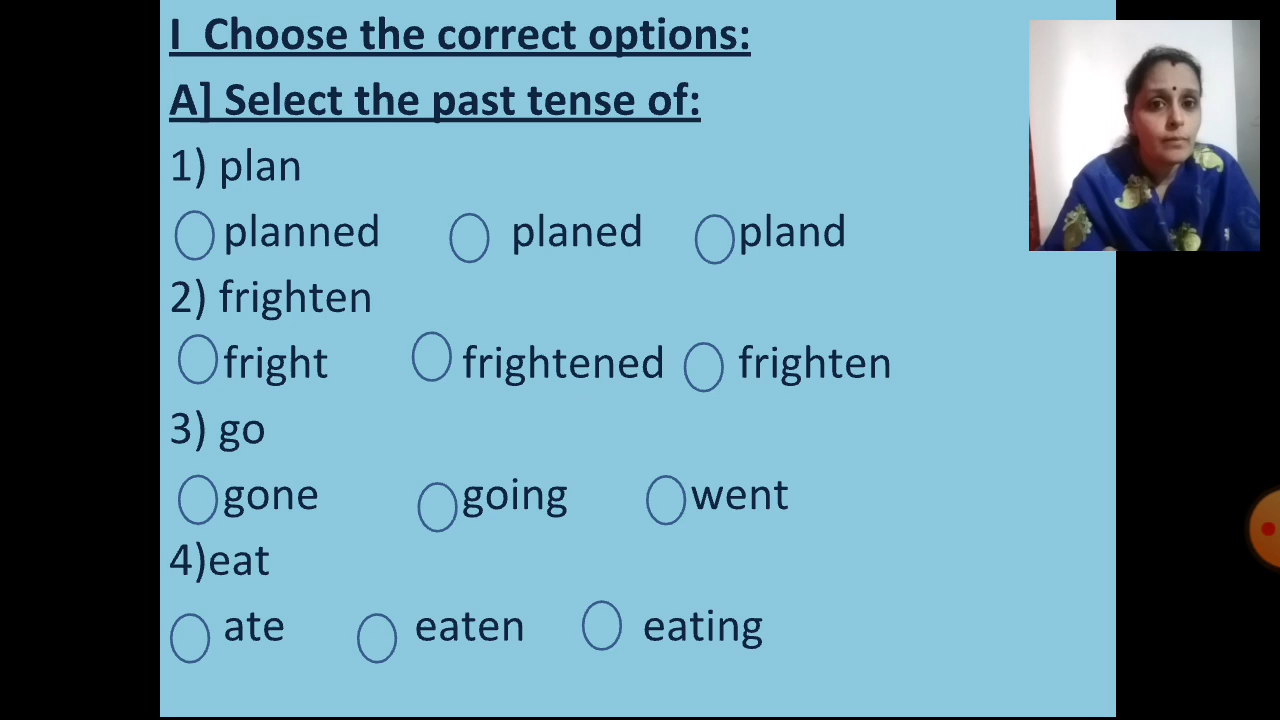 I Choose the correct options:
A] Select the past tense of:
1) plan
planned planed pland
2) frighten
fright frightened frighten
3) go
gone going went
4)eat
ate eaten eating